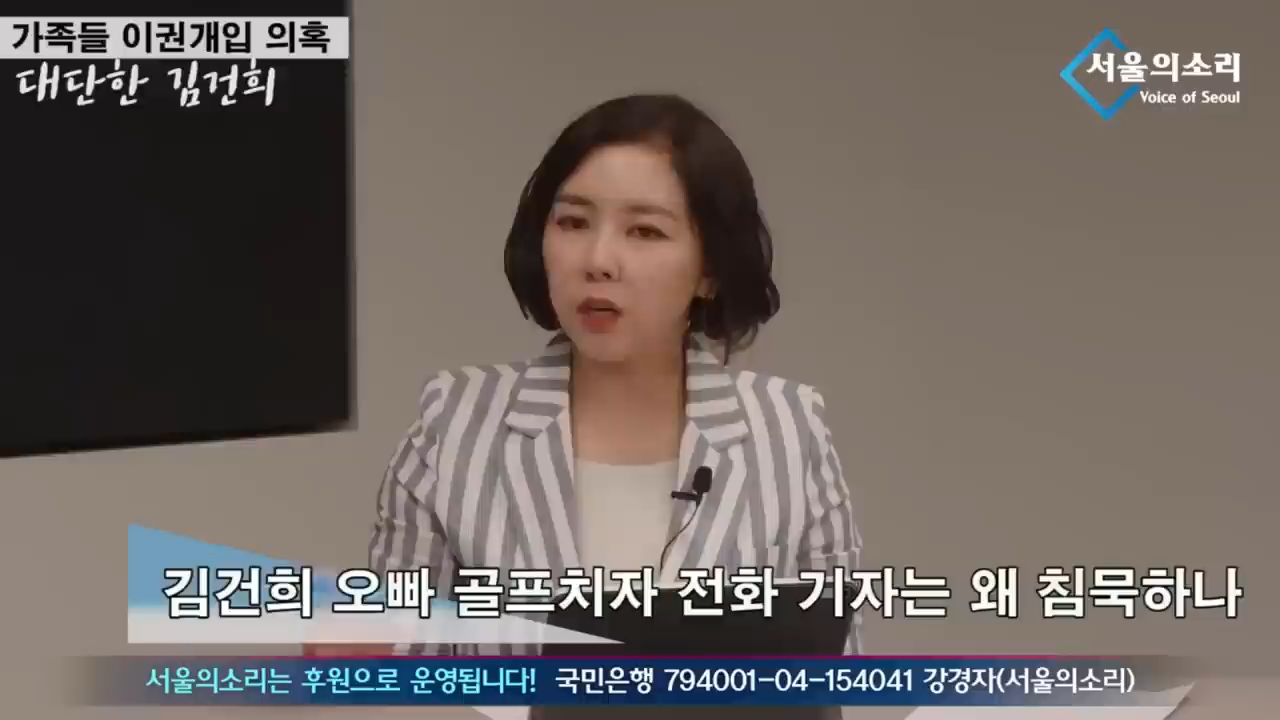 가족들 이권개입 의혹
대단한 김건희
서울의소리
Voice of Seoul
김건희 오빠 골프치자 전화 기자는 왜 침묵하나
서울의소리는 후원으로 운영됩니다! 국민은행 794001-04-154041 강경자(서울의소리)